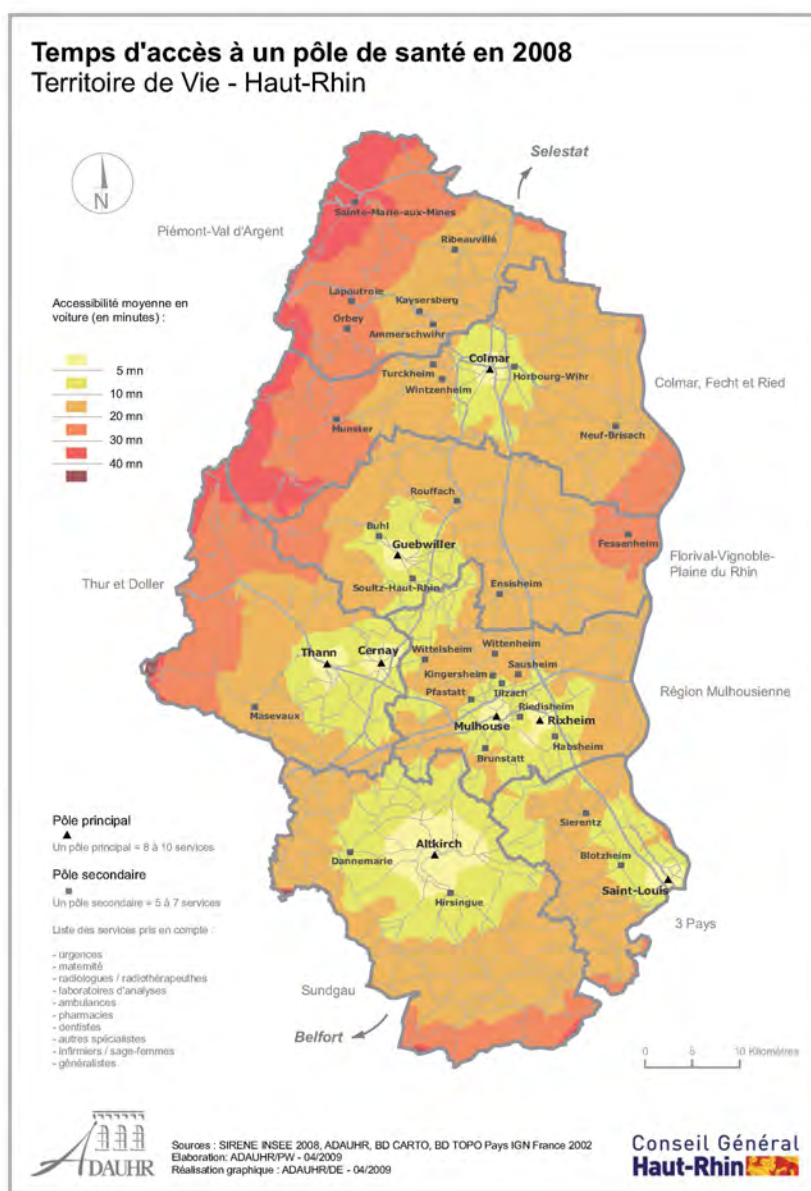 Temps d'accès à un pôle de santé en 2008
Territoire de Vie - Haut-Rhin
N
Selestat
Sainte-Marie-aux-Mines
Piémont-Val d'Argent
Ribeauvillé
Accessibilité moyenne en
voiture (en minutes) :
5 mn
10 mn
20 mn
30 mn
40 mn
Lapoutroie
Kaysersberg
Orbey
Ammerschwihr
Colmar
Turckheim
Horbourg-Wihr
Wintzenheim
Colmar, Fecht et Ried
Munster
Neuf-Brisach
Rouffach
Buhl
Guebwiller
Fessenheim
Florival-Vignoble-
Plaine du Rhin
Thur et Doller
Soultz-Haut-Rhin
Ensisheim
Thann
Cernay
Wittelsheim
Wittenheim
Kingersheim
Sausheim
Pfastatt
Illzach
Région Mulhousienne
Masevaux
Mulhouse
Riedisheim
Rixheim
Habsheim
Brunstatt
Pôle principal
Un pôle principal = 8 à 10 services
Pôle secondaire
Un pôle secondaire = 5 à 7 services
Liste des services pris en compte :
- urgences
- maternité
- radiologues / radiothérapeuthes
- laboratoires d'analyses
- ambulances
- pharmacies
- dentistes
- autres spécialistes
- infirmiers / sage-femmes
- généralistes
Altkirch
Dannemarie
Hirsingue
Sierentz
Blotzheim
Saint-Louis
3 Pays
Sundgau
Belfort
0 5 10 Kilomètres
ADAUHR
Sources : SIRENE INSEE 2008, ADAUHR, BD CARTO, BD TOPO Pays IGN France 2002
Elaboration: ADAUHR/PW - 04/2009
Réalisation graphique : ADAUHR/DE - 04/2009
Conseil Général
Haut-Rhin